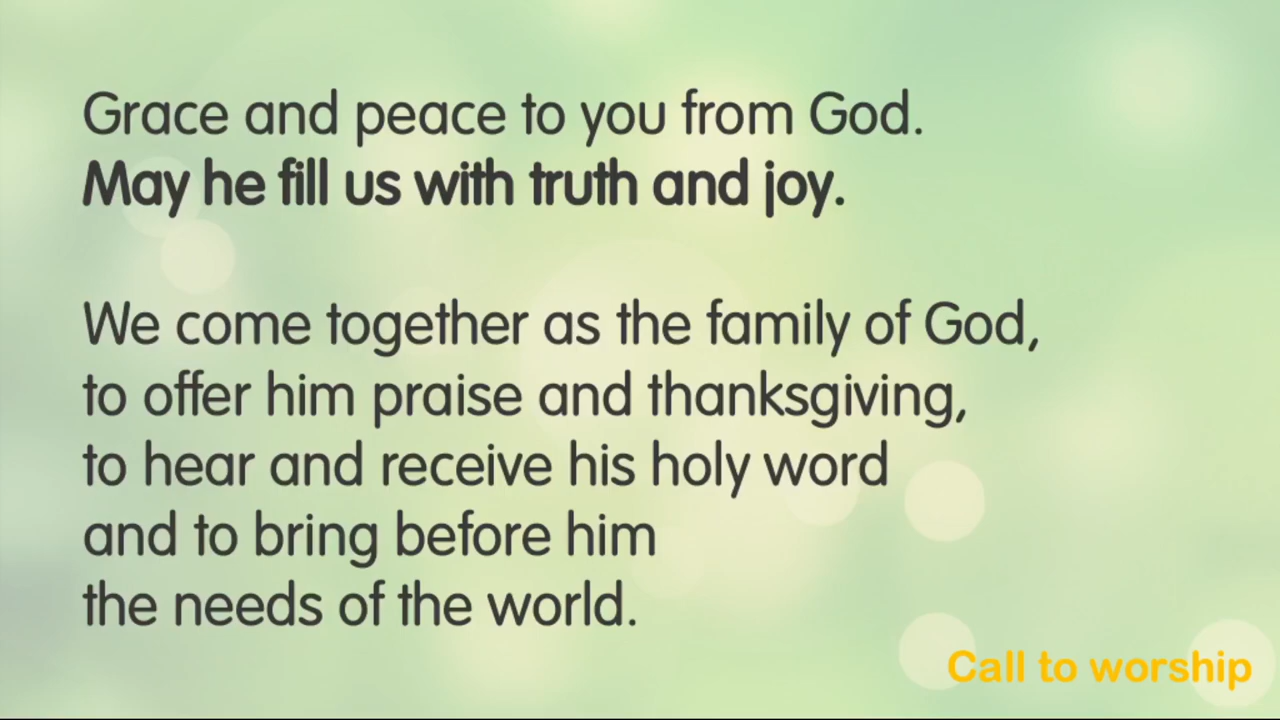 Grace and peace to you from God.
May he fill us with truth and joy.
We come together as the family of God,
to offer him praise and thanksgiving,
to hear and receive his holy word
and to bring before him
the needs of the world.
Call to worship